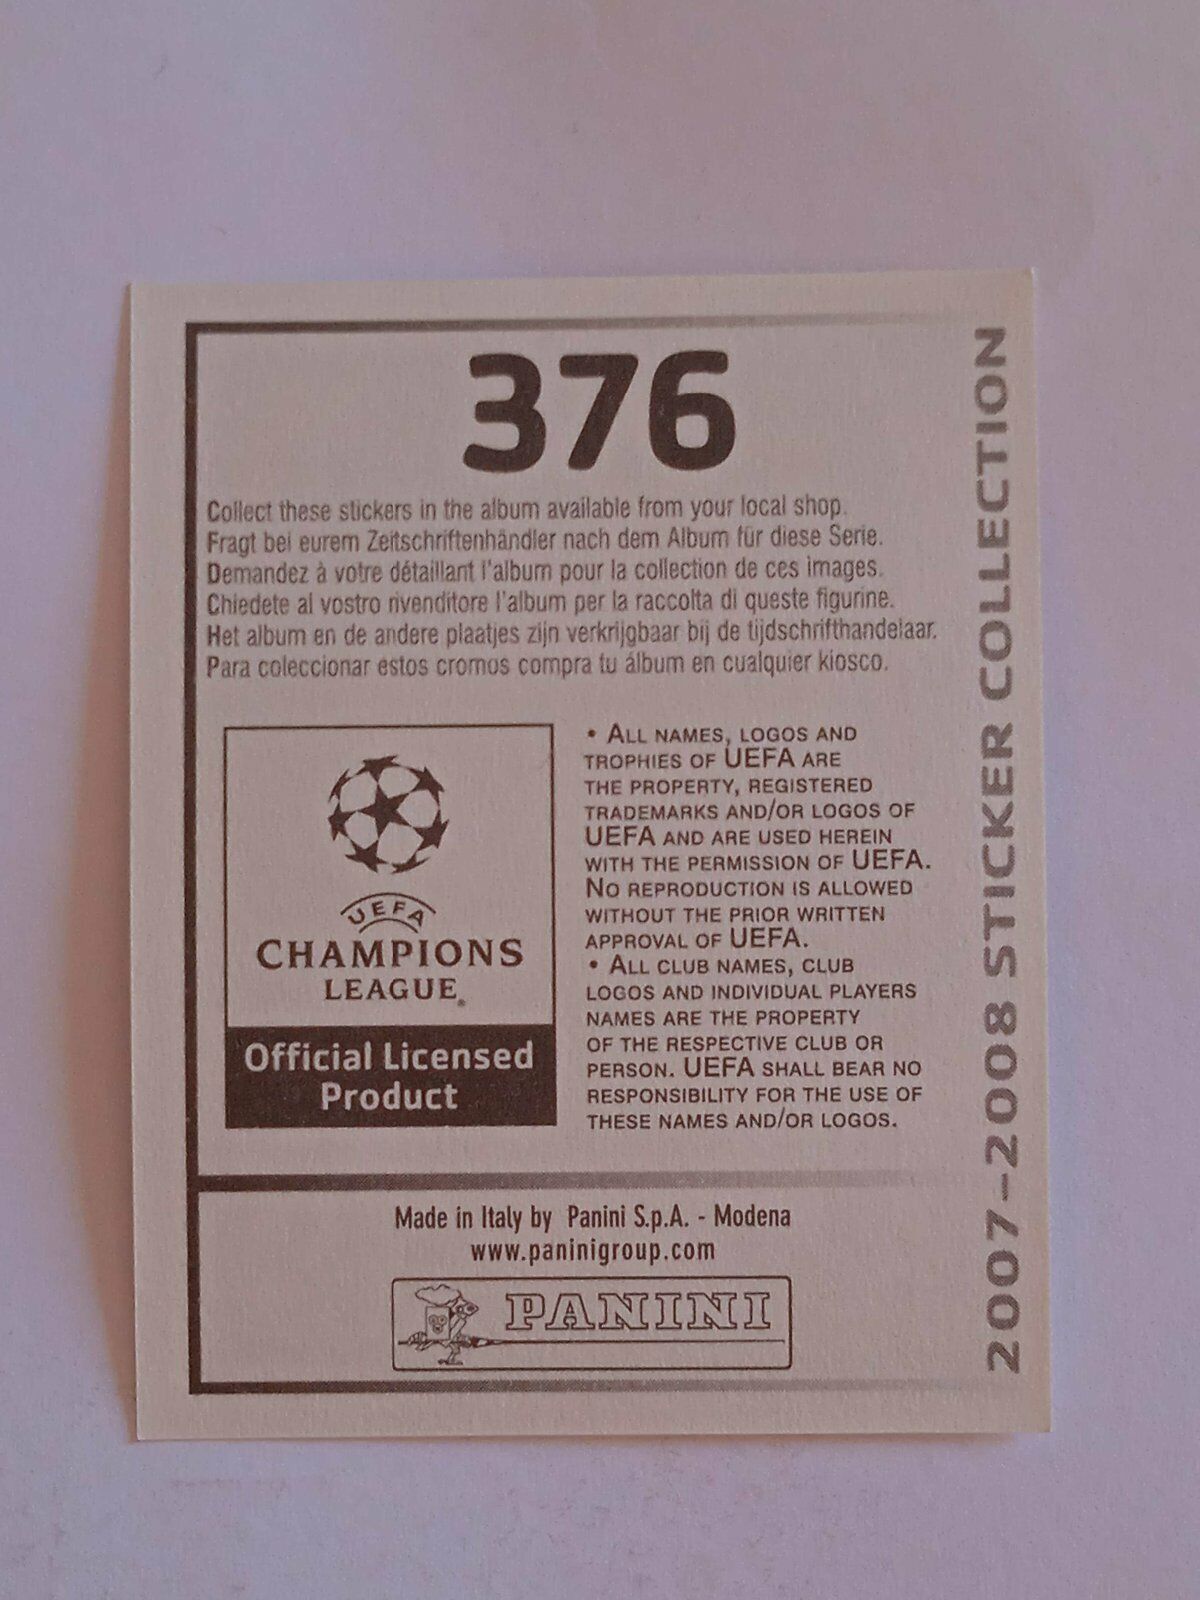 376
Collect these stickers in the album available from your local shop.
Fragt bei eurem Zeitschriftenhändler nach dem Album für diese Serie.
Demandez à votre détaillant l'album pour la collection de ces images.
Chiedete al vostro rivenditore l'album per la raccolta di queste figurine.
Het album en de andere plaatjes zijn verkrijgbaar bij de tijdschrifthandelaar.
Para coleccionar estos cromos compra tu álbum en cualquier kiosco.
UEFA
CHAMPIONS
LEAGUE®
Official Licensed
Product
• ALL NAMES, LOGOS AND
TROPHIES OF UEFA ARE
THE PROPERTY, REGISTERED
TRADEMARKS AND/OR LOGOS OF
UEFA AND ARE USED HEREIN
WITH THE PERMISSION OF UEFA.
NO REPRODUCTION IS ALLOWED
WITHOUT THE PRIOR WRITTEN
APPROVAL OF UEFA.
• ALL CLUB NAMES, CLUB
LOGOS AND INDIVIDUAL PLAYERS
NAMES ARE THE PROPERTY
OF THE RESPECTIVE CLUB OR
PERSON. UEFA SHALL BEAR NO
RESPONSIBILITY FOR THE USE OF
THESE NAMES AND/OR LOGOS.
Made in Italy by Panini S.p.A. - Modena
www.paninigroup.com
PANINI
2007-2008 STICKER COLLECTION